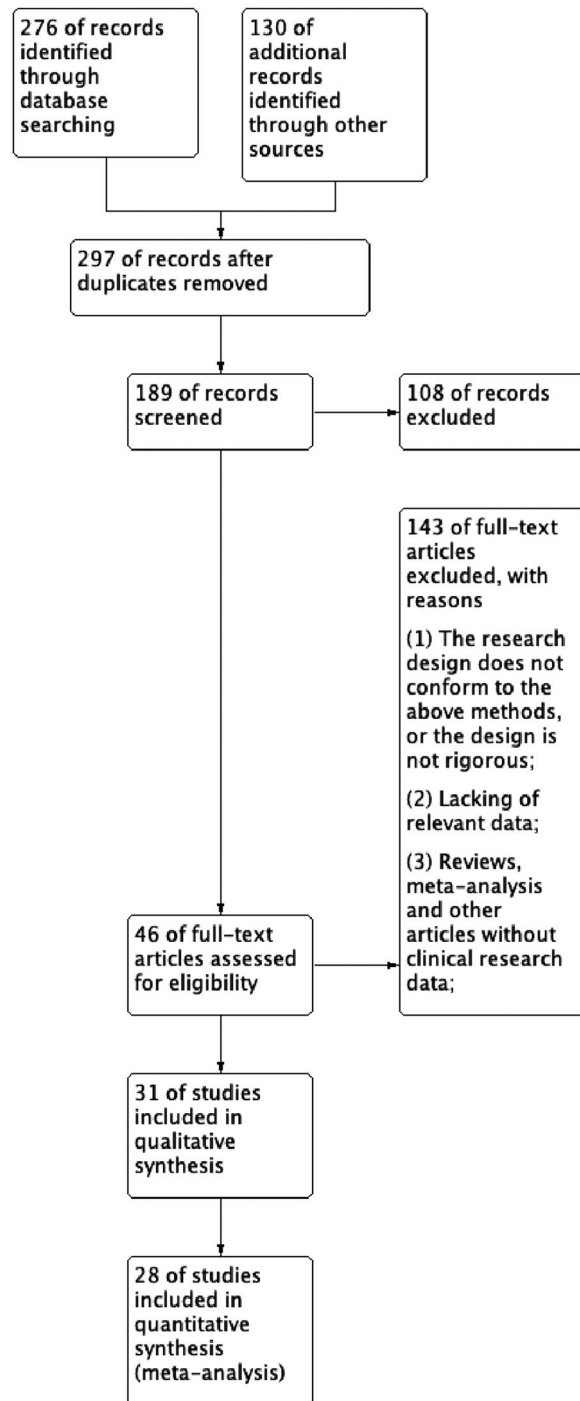 276 of records
identified
through
database
searching
130 of
additional
records
identified
through other
sources
297 of records after
duplicates removed
189 of records
screened
108 of records
excluded
143 of full-text
articles
excluded, with
reasons
(1) The research
design does not
conform to the
above methods,
or the design is
not rigorous;
(2) Lacking of
relevant data;
(3) Reviews,
meta-analysis
and other
articles without
clinical research
data;
46 of full-text
articles assessed
for eligibility
31 of studies
included in
qualitative
synthesis
28 of studies
included in
quantitative
synthesis
(meta-analysis)